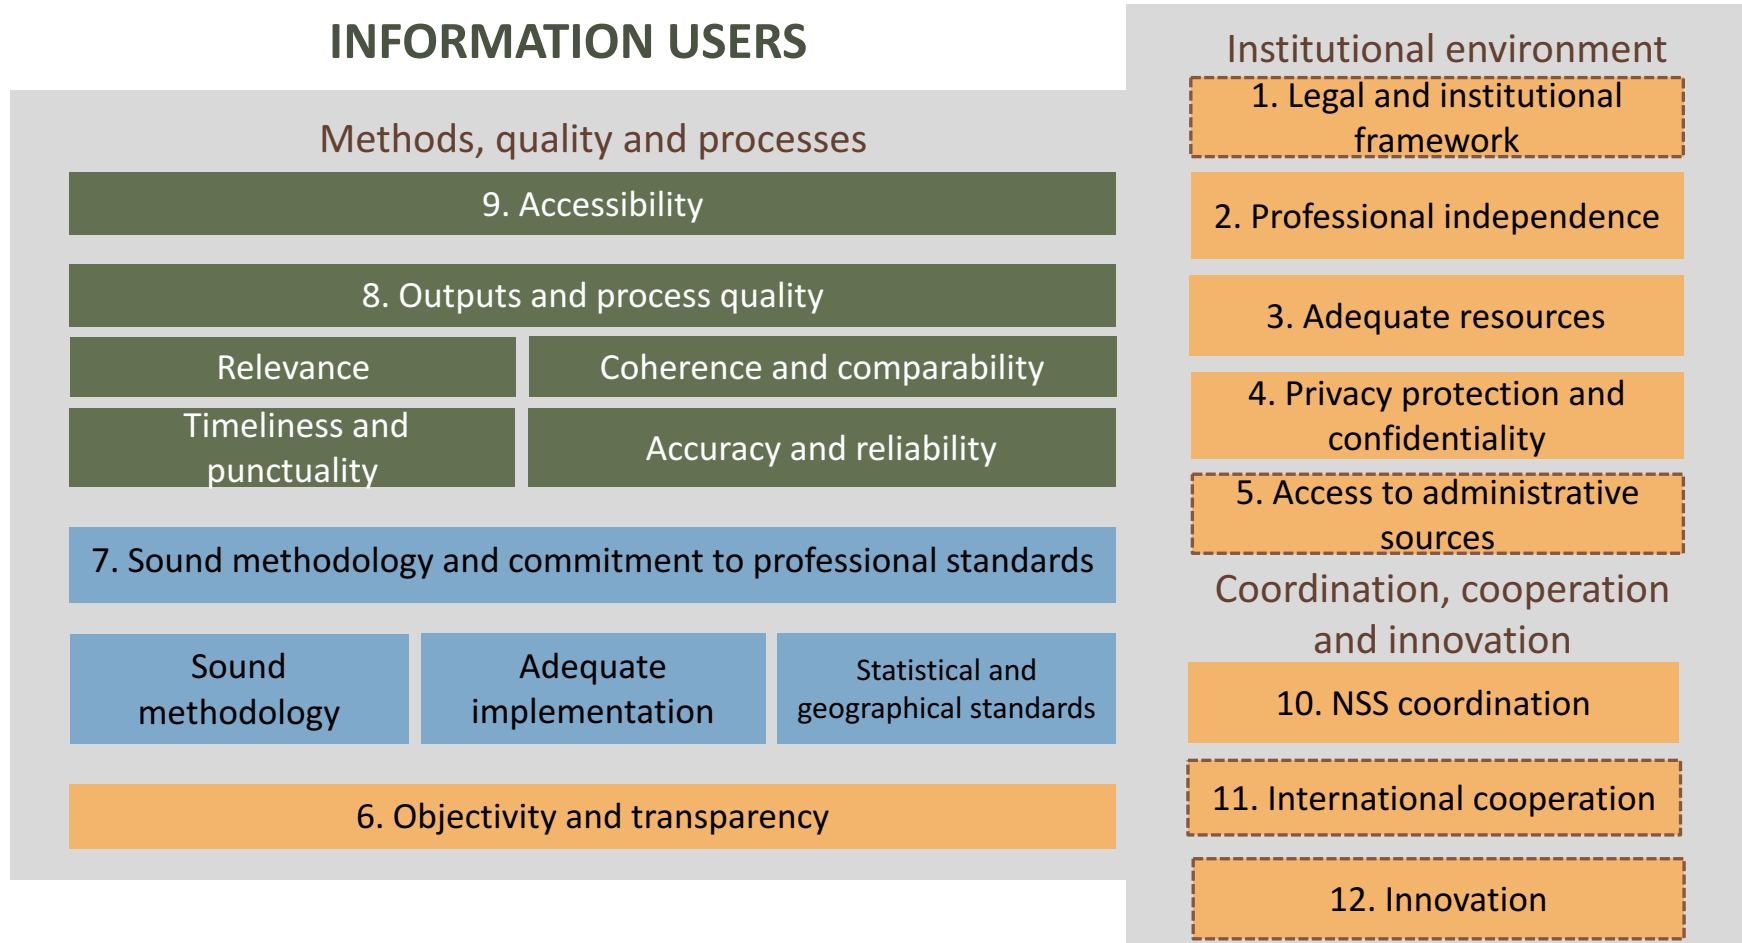 INFORMATION USERS
Methods, quality and processes
9. Accessibility
8. Outputs and process quality
Relevance
Coherence and comparability
Timeliness and
punctuality
Accuracy and reliability
7. Sound methodology and commitment to professional standards
Sound
methodology
Adequate
implementation
Statistical and
geographical standards
6. Objectivity and transparency
Institutional environment
1. Legal and institutional
framework
2. Professional independence
3. Adequate resources
4. Privacy protection and
confidentiality
5. Access to administrative
sources
Coordination, cooperation
and innovation
10. NSS coordination
11. International cooperation
12. Innovation